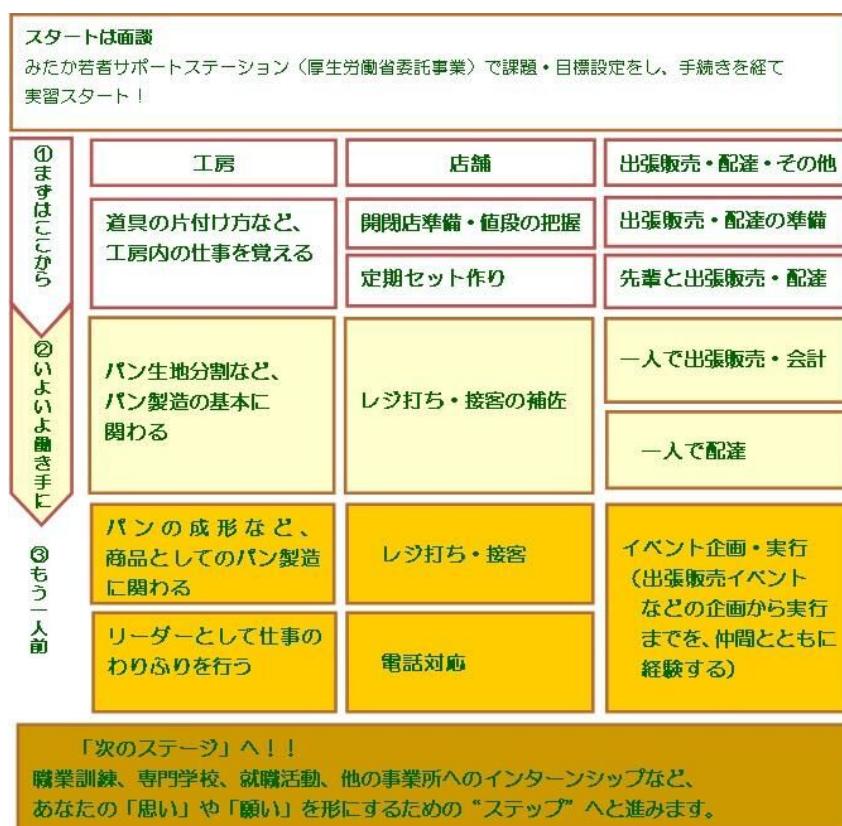 スタートは面談
みたか若者サポートステーション（厚生労働省委託事業）で課題・目標設定をし、手続きを経て
実習スタート！
①まずはここから
工房
店舗
出張販売・配達・その他
道具の片付け方など、
工房内の仕事を覚える
開閉店準備・値段の把握
定期セット作り
出張販売・配達の準備
先輩と出張販売・配達
②いよいよ働き手に
パン生地分割など、
パン製造の基本に
関わる
レジ打ち・接客の補佐
一人で出張販売・会計
一人で配達
③もう一人前
パンの成形など、
商品としてのパン製造
に関わる
リーダーとして仕事の
わりふりを行う
レジ打ち・接客
電話対応
イベント企画・実行
（出張販売イベント
などの企画から実行
までを、仲間とともに
経験する）
「次のステージ」へ！！
職業訓練、専門学校、就職活動、他の事業所へのインターンシップなど、
あなたの「思い」や「願い」を形にするための“ステップ”へと進みます。